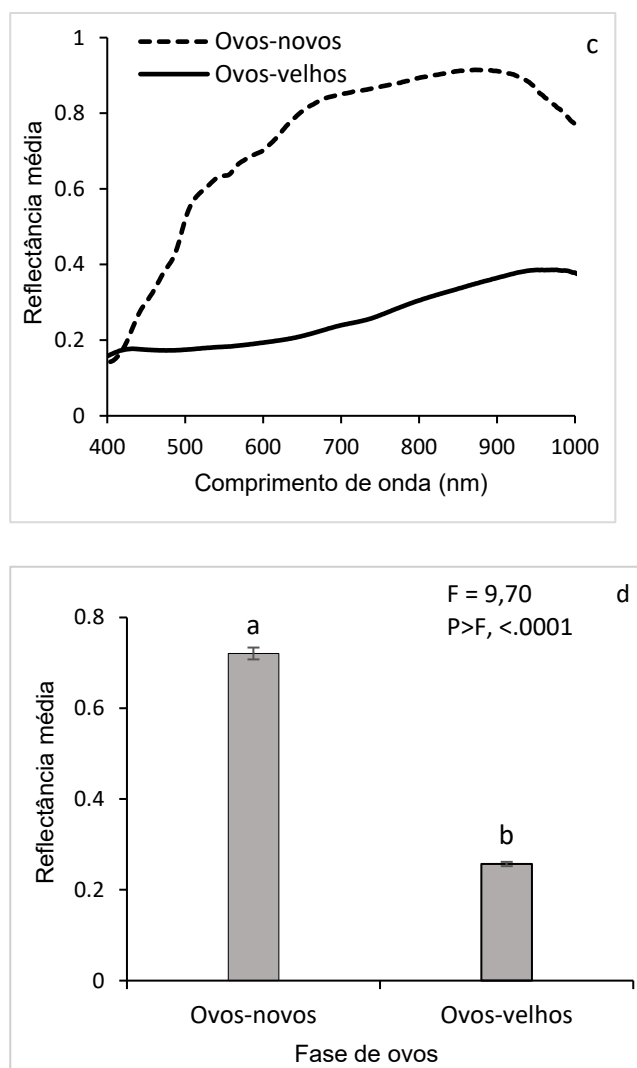 1
Ovos-novos
c
Ovos-velhos
0.8
0.6
0.4
0.2
0
Reflectância média
400 500 600 700 800 900 1000
Comprimento de onda (nm)
F = 9,70
d
P>F, <.0001
0.8
a
0.6
0.4
b
0.2
0
Reflectância média
Ovos-novos Ovos-velhos
Fase de ovos